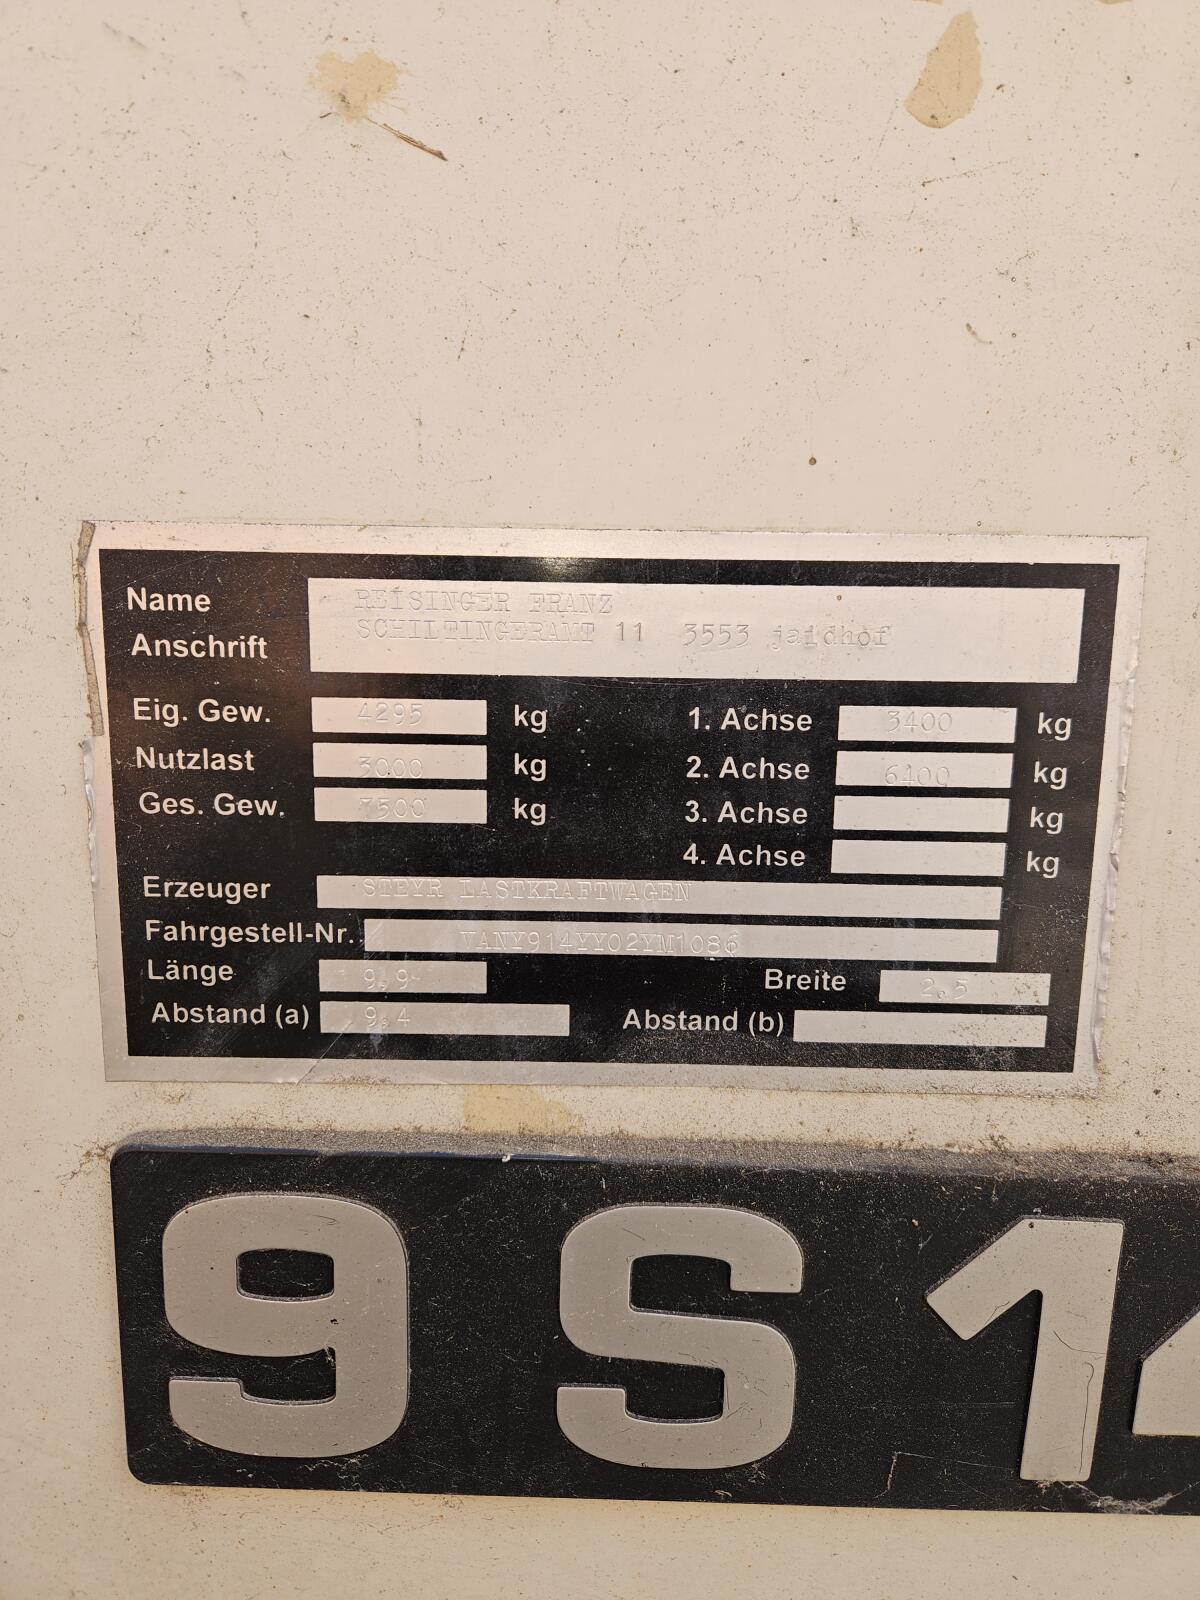 Name REISINGER FRANZ
Anschrift SCHILTINGERAMT 11 3553 jaidhof
Eig. Gew. 4295 kg 1. Achse 3400 kg
Nutzlast 3000 kg 2. Achse 6400 kg
Ges. Gew. 7500 kg 3. Achse kg
4. Achse kg
Erzeuger STEYR LASTKRAFTWAGEN
Fahrgestell-Nr. VANY914YY02YM1086
Länge 9,9 Breite 2,5
Abstand (a) 9,4 Abstand (b)
9 S 1